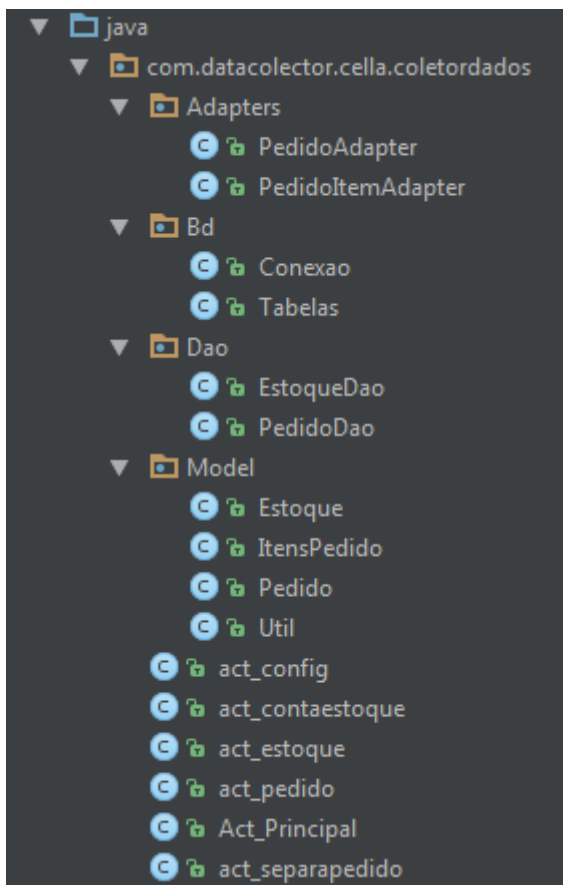 java
com.datacolector.cella.coletordados
Adapters
PedidoAdapter
PedidoItemAdapter
Bd
Conexao
Tabelas
Dao
EstoqueDao
PedidoDao
Model
Estoque
ItensPedido
Pedido
Util
act_config
act_contaestoque
act_estoque
act_pedido
Act_Principal
act_separapedido